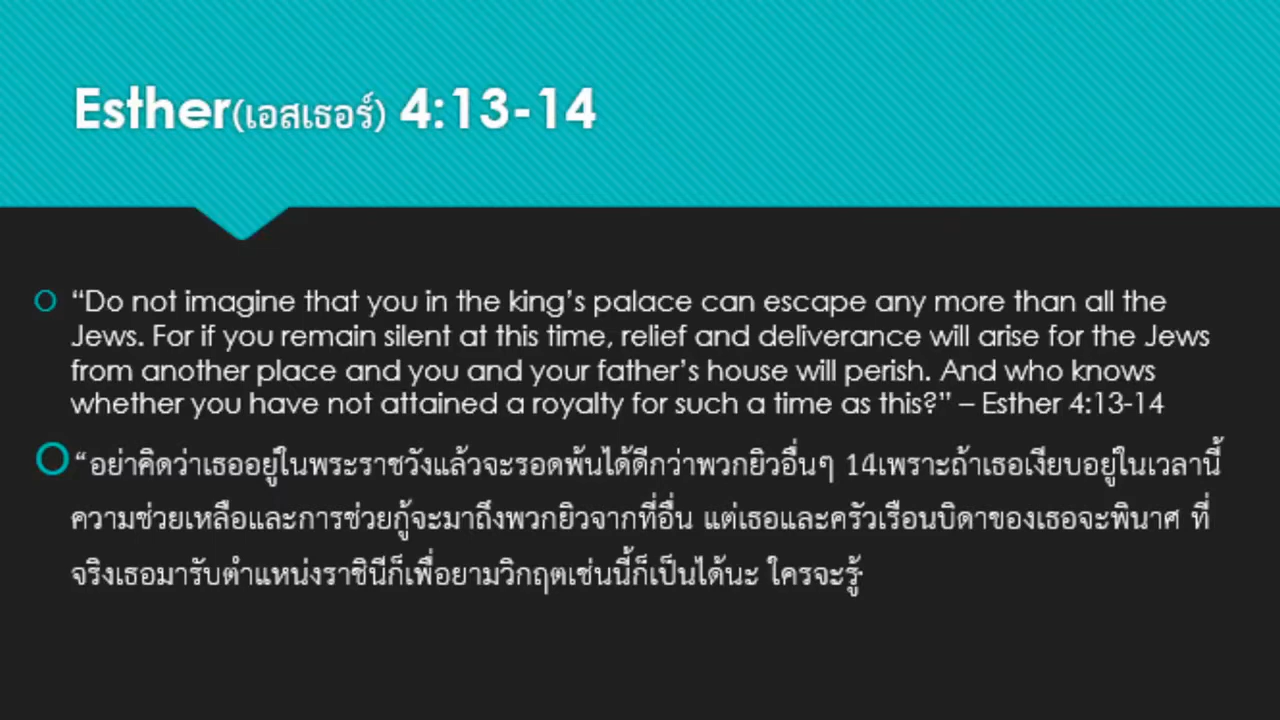 Esther(เอสเธอร์) 4:13-14
“Do not imagine that you in the king’s palace can escape any more than all the
Jews. For if you remain silent at this time, relief and deliverance will arise for the Jews
from another place and you and your father’s house will perish. And who knows
whether you have not attained a royalty for such a time as this?” – Esther 4:13-14
“อย่าคิดว่าเธออยู่ในพระราชวังแล้วจะรอดพ้นได้ดีกว่าพวกยิวอื่นๆ 14เพราะถ้าเธอเงียบอยู่ในเวลานี้
ความช่วยเหลือและการช่วยกู้จะมาถึงพวกยิวจากที่อื่น แต่เธอและครัวเรือนบิดาของเธอจะพินาศ ที่
จริงเธอมารับตำแหน่งราชินีก็เพื่อยามวิกฤตเช่นนี้ก็เป็นได้นะ ใครจะรู้